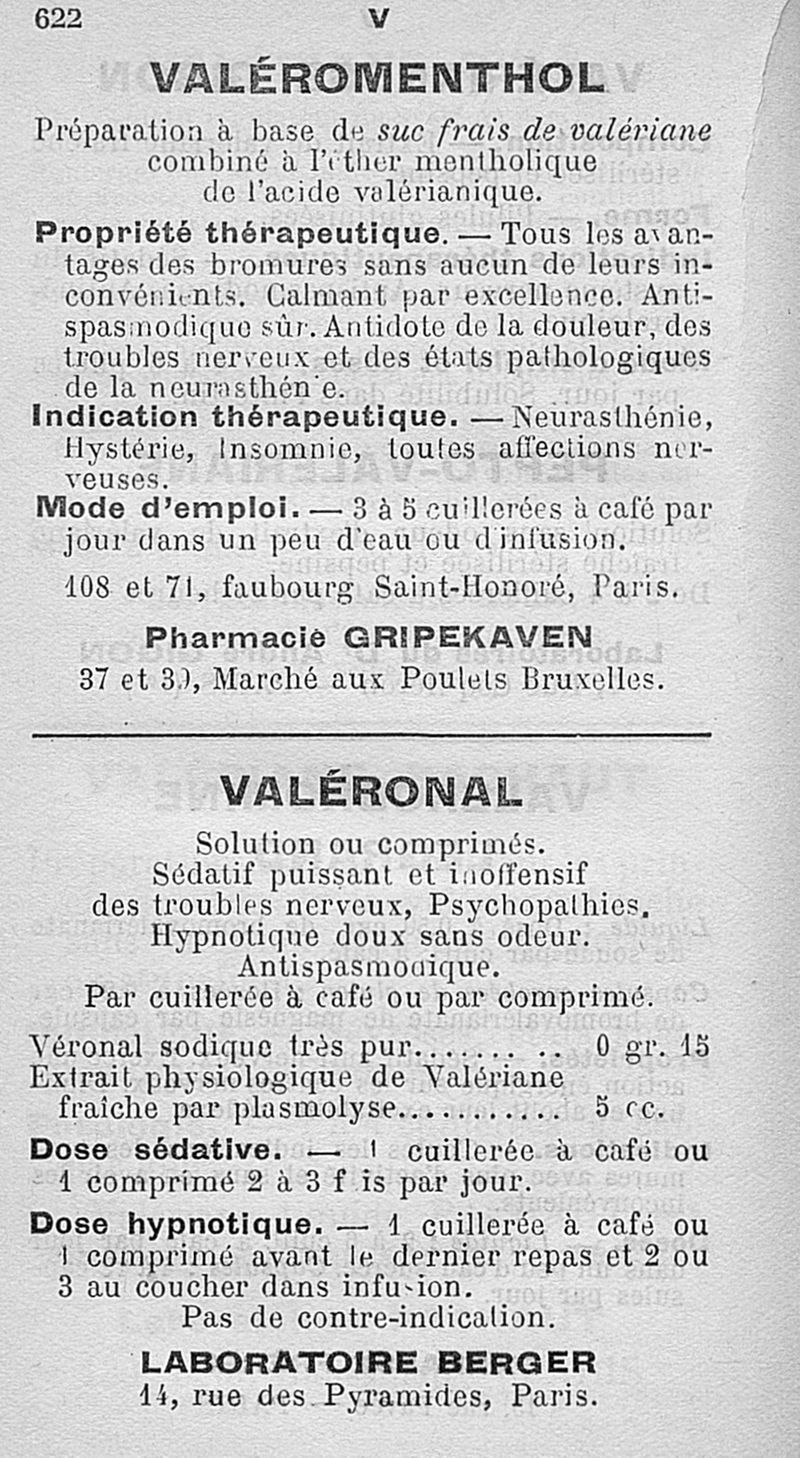 622 V
VALÉROMENTHOL
Préparation à base de suc frais de valériane
combiné à l'éther mentholique
de l'acide valérianique.
Propriété thérapeutique. — Tous les avan-
tages des bromures sans aucun de leurs in-
convénients. Calmant par excellence. Anti-
spasmodique sûr. Antidote de la douleur, des
troubles nerveux et des états pathologiques
de la neurasthénie.
Indication thérapeutique. — Neurasthénie,
Hystérie, Insomnie, toutes affections ner-
veuses.
Mode d'emploi. — 3 à 5 cuillerées à café par
jour dans un peu d'eau ou d'infusion.
108 et 71, faubourg Saint-Honoré, Paris.
Pharmacie GRIPEKAVEN
37 et 39, Marché aux Poulets Bruxelles.
VALÉRONAL
Solution ou comprimés.
Sédatif puissant et inoffensif
des troubles nerveux, Psychopathies.
Hypnotique doux sans odeur.
Antispasmodique.
Par cuillerée à café ou par comprimé.
Véronal sodique très pur......... 0 gr. 15
Extrait physiologique de Valériane
fraîche par plasmolyse............ 5 cc.
Dose sédative. — 1 cuillerée à café ou
1 comprimé 2 à 3 fois par jour.
Dose hypnotique. — 1 cuillerée à café ou
1 comprimé avant le dernier repas et 2 ou
3 au coucher dans infusion.
Pas de contre-indication.
LABORATOIRE BERGER
14, rue des Pyramides, Paris.